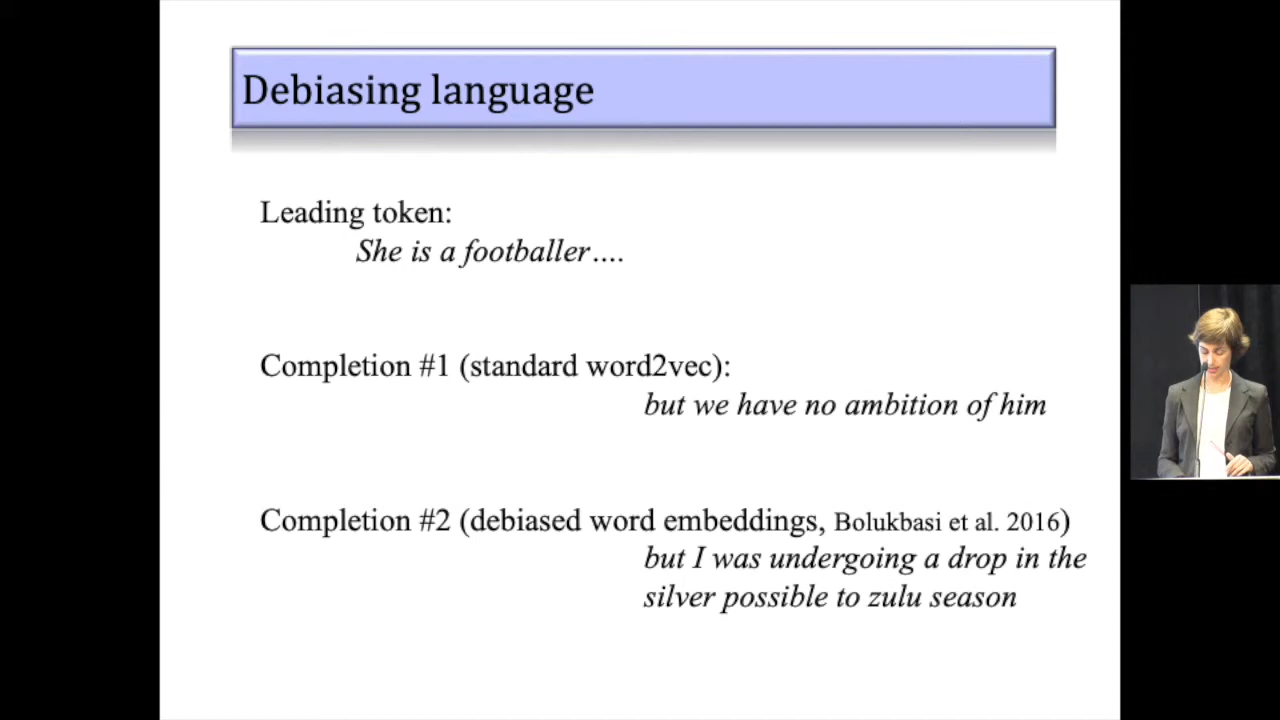 Debiasing language
Leading token:
She is a footballer….
Completion #1 (standard word2vec):
but we have no ambition of him
Completion #2 (debiased word embeddings, Bolukbasi et al. 2016)
but I was undergoing a drop in the
silver possible to zulu season